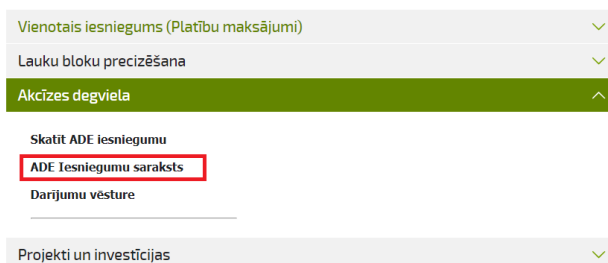 Vienotais iesniegums (Platību maksājumi)
Lauku bloku precizēšana
Akcīzes degviela
Skatīt ADE iesniegumu
ADE Iesniegumu saraksts
Darījumu vēsture
Projekti un investīcijas